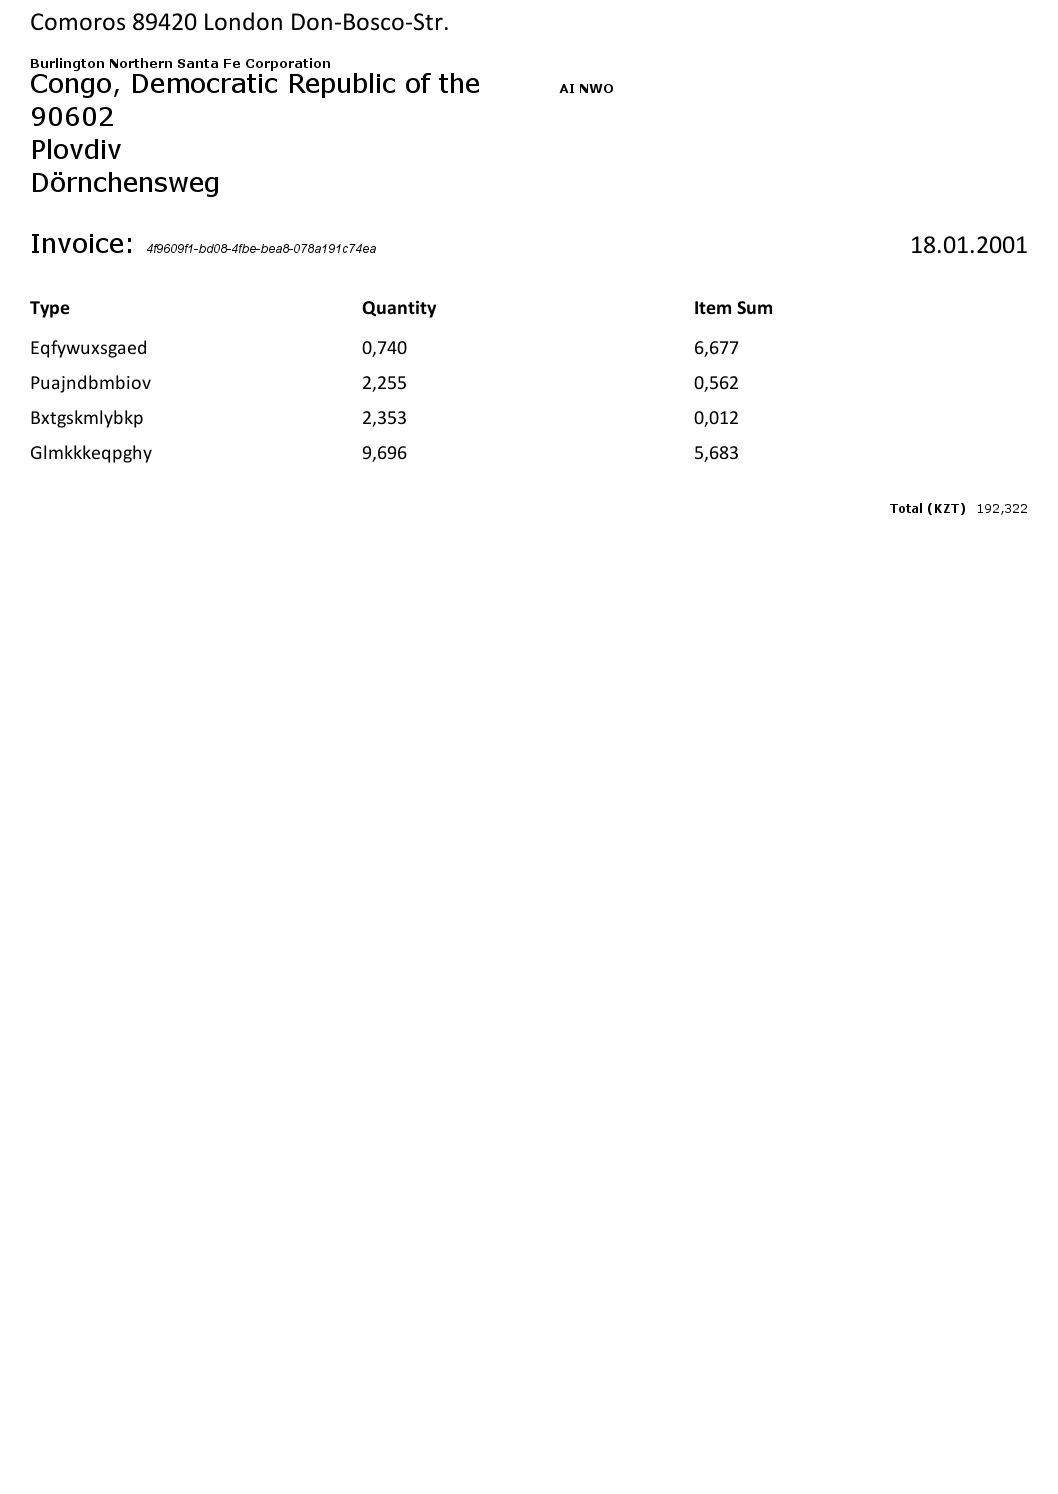 Comoros 89420 London Don-Bosco-Str.
Burlington Northern Santa Fe Corporation
Congo, Democratic Republic of the AI NWO
90602
Plovdiv
Dörnchensweg
Invoice: 4f9609f1-bd08-4fbe-bea8-078a191c74ea 18.01.2001
Type Quantity Item Sum
Eqfywuxsgaed 0,740 6,677
Puajndbmbiov 2,255 0,562
Bxtgskmlybkp 2,353 0,012
Glmkkkeqpghy 9,696 5,683
Total (KZT) 192,322